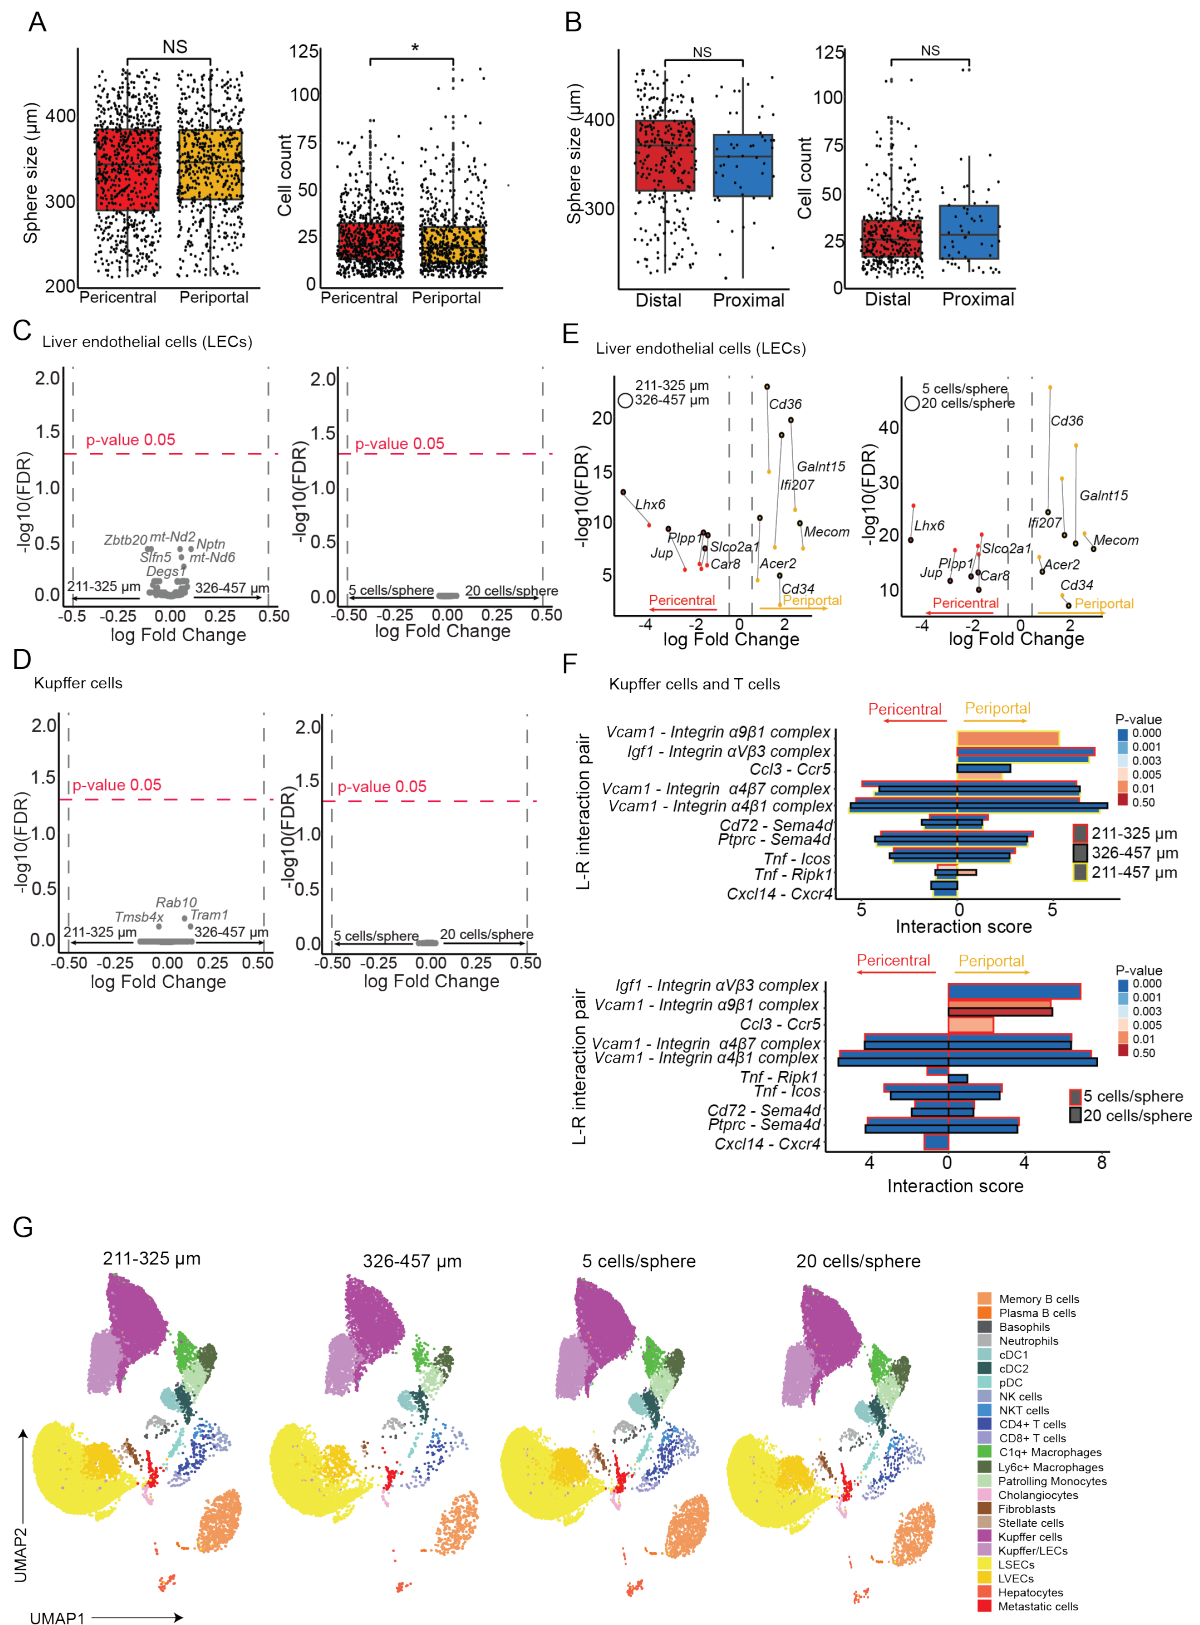 A
NS
Sphere size (µm)
400
300
200
Pericentral
Periportal
*
Cell count
125
100
75
50
25
0
Pericentral
Periportal
B
NS
Sphere size (µm)
400
300
Distal
Proximal
NS
Cell count
125
100
75
50
25
0
Distal
Proximal
C
Liver endothelial cells (LECs)
-log10(FDR)
2.0
1.5
1.0
0.5
0.0
p-value 0.05
Zbtb20
mt-Nd2
Nptn
Slfn5
mt-Nd6
Degs1
211-325 µm
326-457 µm
-0.50
-0.25
0.00
0.25
0.50
log Fold Change
-log10(FDR)
2.0
1.5
1.0
0.5
0.0
p-value 0.05
5 cells/sphere
20 cells/sphere
-0.50
-0.25
0.00
0.25
0.50
log Fold Change
D
Kupffer cells
-log10(FDR)
2.0
1.5
1.0
0.5
0.0
p-value 0.05
Rab10
Tmsb4x
Tram1
211-325 µm
326-457 µm
-0.50
-0.25
0.00
0.25
0.50
log Fold Change
-log10(FDR)
2.0
1.5
1.0
0.5
0.0
p-value 0.05
5 cells/sphere
20 cells/sphere
-0.50
-0.25
0.00
0.25
0.50
log Fold Change
E
Liver endothelial cells (LECs)
211-325 µm
326-457 µm
-log10(FDR)
20
15
10
5
Cd36
Galnt15
Ifi207
Lhx6
Plpp1
Mecom
Jup
Slco2a1
Car8
Acer2
Cd34
Pericentral
Periportal
-4
-2
0
2
log Fold Change
5 cells/sphere
20 cells/sphere
-log10(FDR)
40
30
20
10
Cd36
Galnt15
Ifi207
Lhx6
Slco2a1
Mecom
Plpp1
Acer2
Jup
Car8
Cd34
Pericentral
Periportal
-4
-2
0
2
log Fold Change
F
Kupffer cells and T cells
Pericentral
Periportal
L-R interaction pair
Vcam1 - Integrin α9β1 complex
Igf1 - Integrin αVβ3 complex
Ccl3 - Ccr5
Vcam1 - Integrin α4β7 complex
Vcam1 - Integrin α4β1 complex
Cd72 - Sema4d
Ptprc - Sema4d
Tnf - Icos
Tnf - Ripk1
Cxcl14 - Cxcr4
5
0
5
Interaction score
P-value
0.000
0.001
0.003
0.005
0.01
0.50
211-325 µm
326-457 µm
211-457 µm
Pericentral
Periportal
L-R interaction pair
Igf1 - Integrin αVβ3 complex
Vcam1 - Integrin α9β1 complex
Ccl3 - Ccr5
Vcam1 - Integrin α4β7 complex
Vcam1 - Integrin α4β1 complex
Tnf - Ripk1
Tnf - Icos
Cd72 - Sema4d
Ptprc - Sema4d
Cxcl14 - Cxcr4
4
0
4
8
Interaction score
P-value
0.000
0.001
0.003
0.005
0.01
0.50
5 cells/sphere
20 cells/sphere
G
211-325 µm
326-457 µm
5 cells/sphere
20 cells/sphere
UMAP2
UMAP1
Memory B cells
Plasma B cells
Basophils
Neutrophils
cDC1
cDC2
pDC
NK cells
NKT cells
CD4+ T cells
CD8+ T cells
C1q+ Macrophages
Ly6c+ Macrophages
Patrolling Monocytes
Cholangiocytes
Fibroblasts
Stellate cells
Kupffer cells
Kupffer/LECs
LSECs
LVECs
Hepatocytes
Metastatic cells